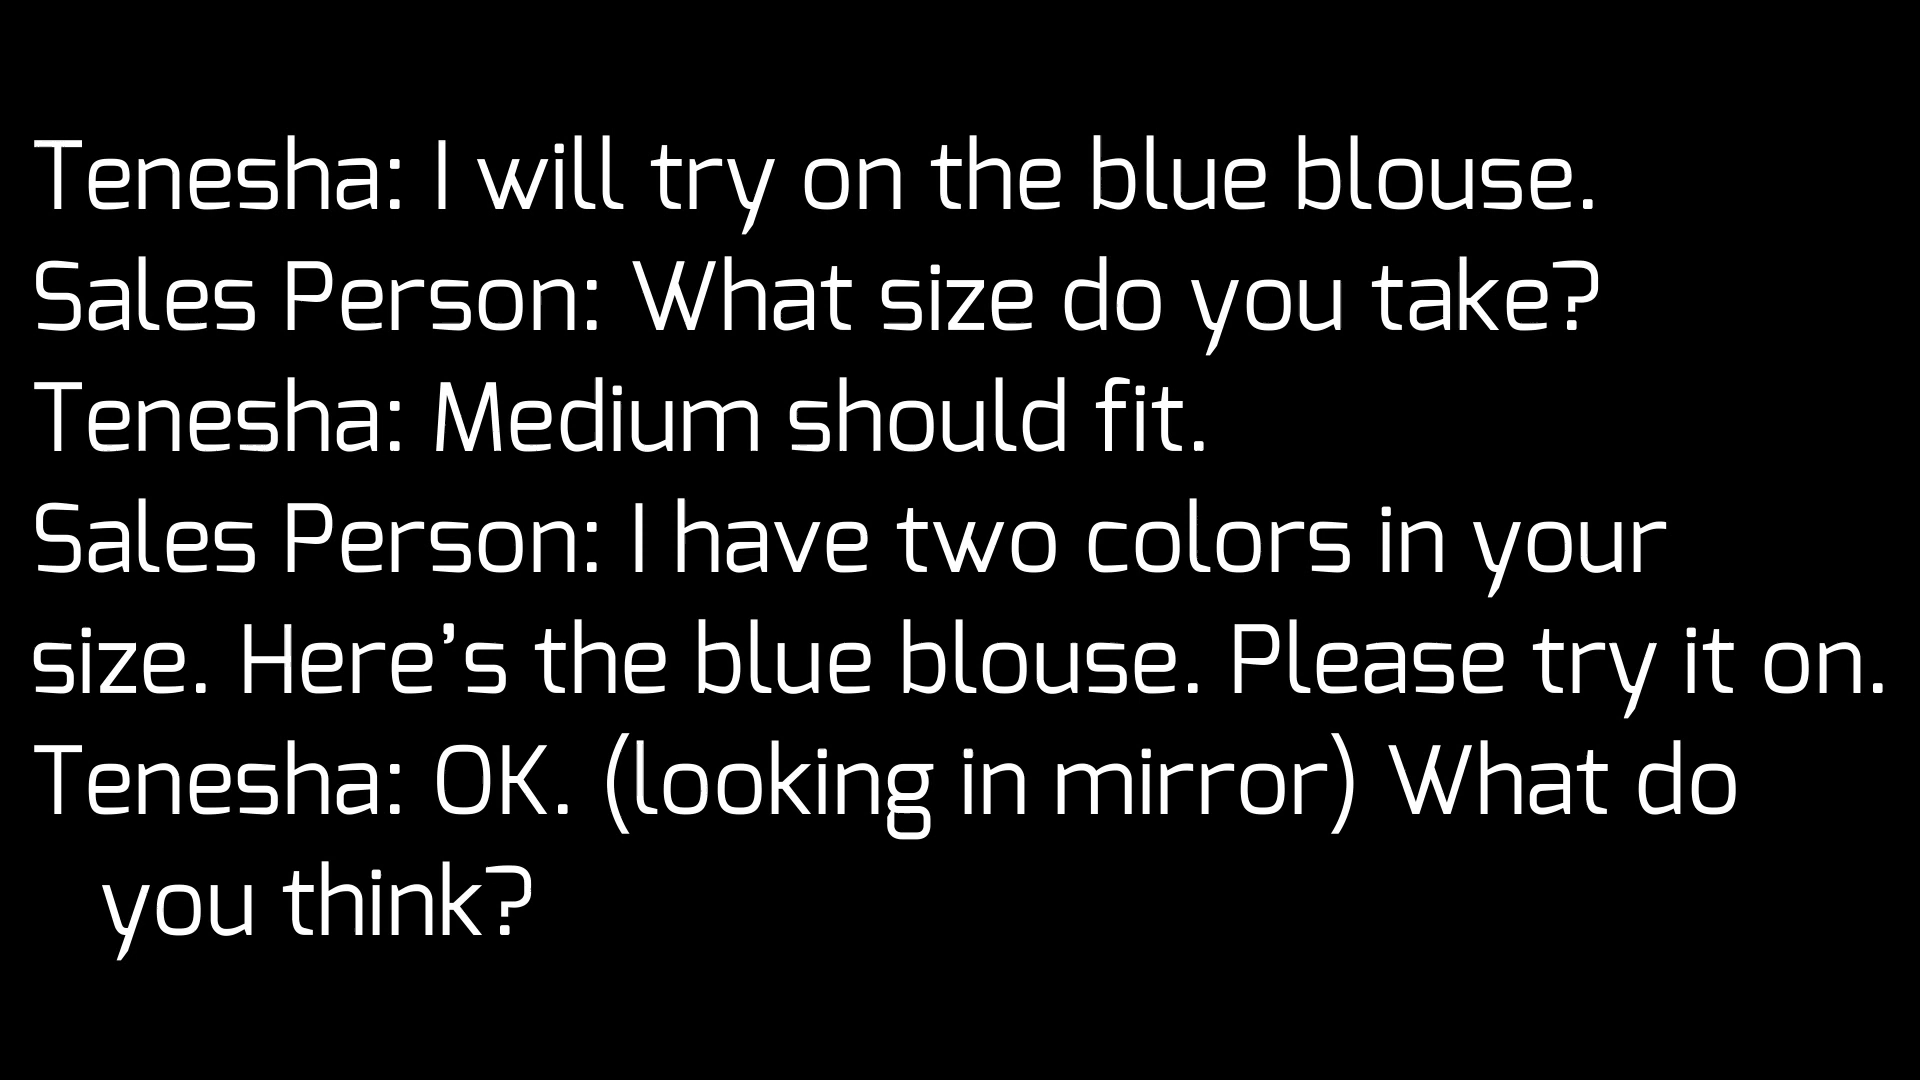 Tenesha: I will try on the blue blouse.
Sales Person: What size do you take?
Tenesha: Medium should fit.
Sales Person: I have two colors in your
size. Here’s the blue blouse. Please try it on.
Tenesha: OK. (looking in mirror) What do
you think?